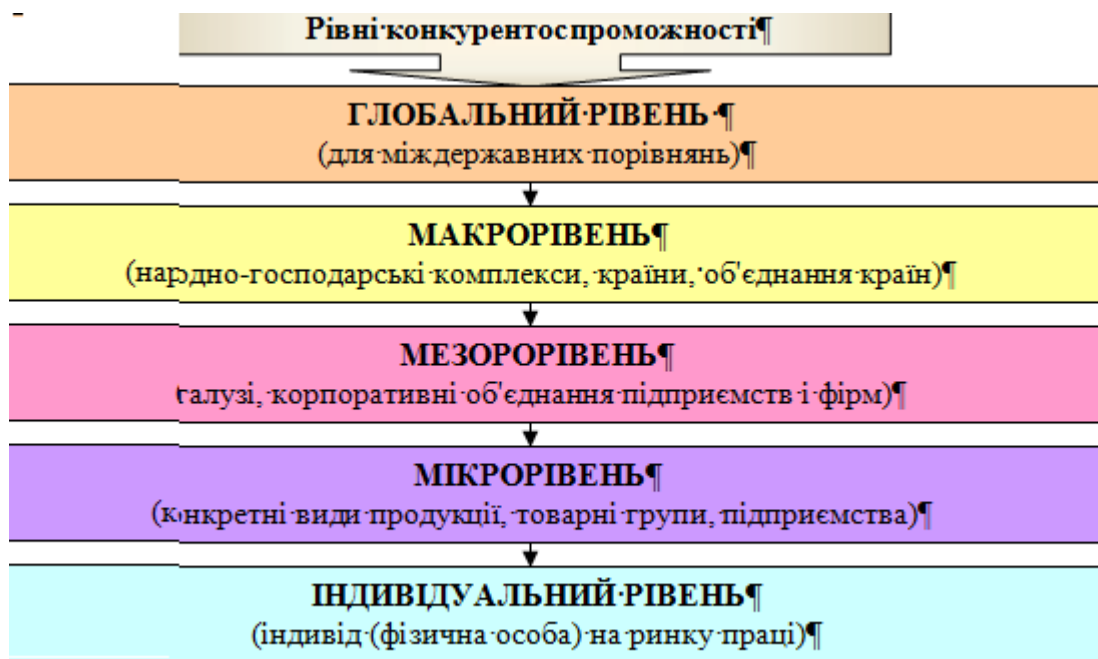 Рівні конкурентоспроможності¶
ГЛОБАЛЬНИЙ РІВЕНЬ ¶
(для міждержавних порівнянь)¶
МАКРОРІВЕНЬ¶
(народно-господарські комплекси, країни, об'єднання країн)¶
МЕЗОРОРІВЕНЬ¶
галузі, корпоративні об'єднання підприємств і фірм)¶
МІКРОРІВЕНЬ¶
(конкретні види продукції, товарні групи, підприємства)¶
ІНДИВІДУАЛЬНИЙ РІВЕНЬ¶
(індивід (фізична особа) на ринку праці)¶